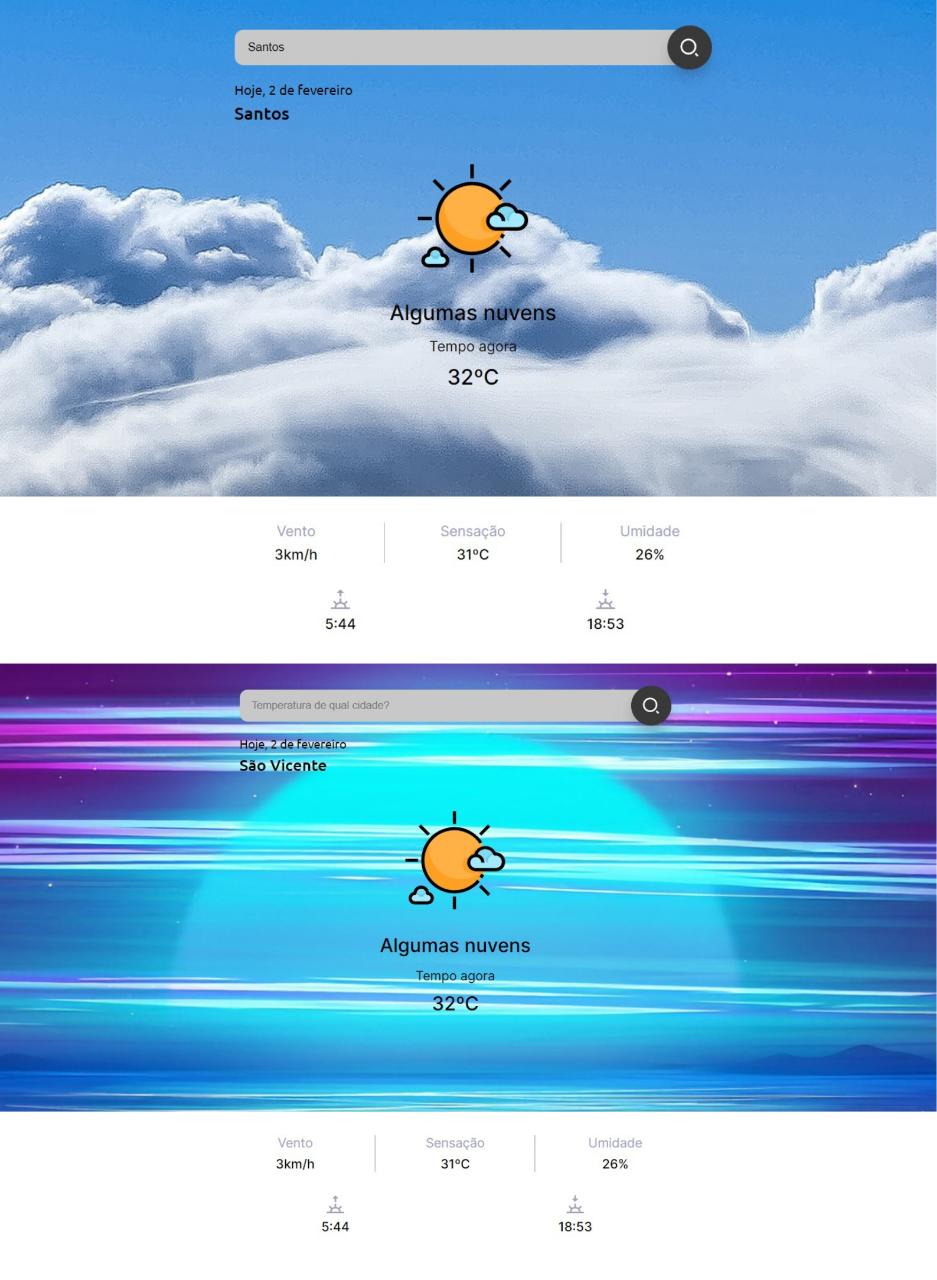 Santos
Hoje, 2 de fevereiro
Santos
Algumas nuvens
Tempo agora
32ºC
Vento Sensação Umidade
3km/h 31ºC 26%
5:44 18:53
Temperatura de qual cidade?
Hoje, 2 de fevereiro
São Vicente
Algumas nuvens
Tempo agora
32ºC
Vento Sensação Umidade
3km/h 31ºC 26%
5:44 18:53